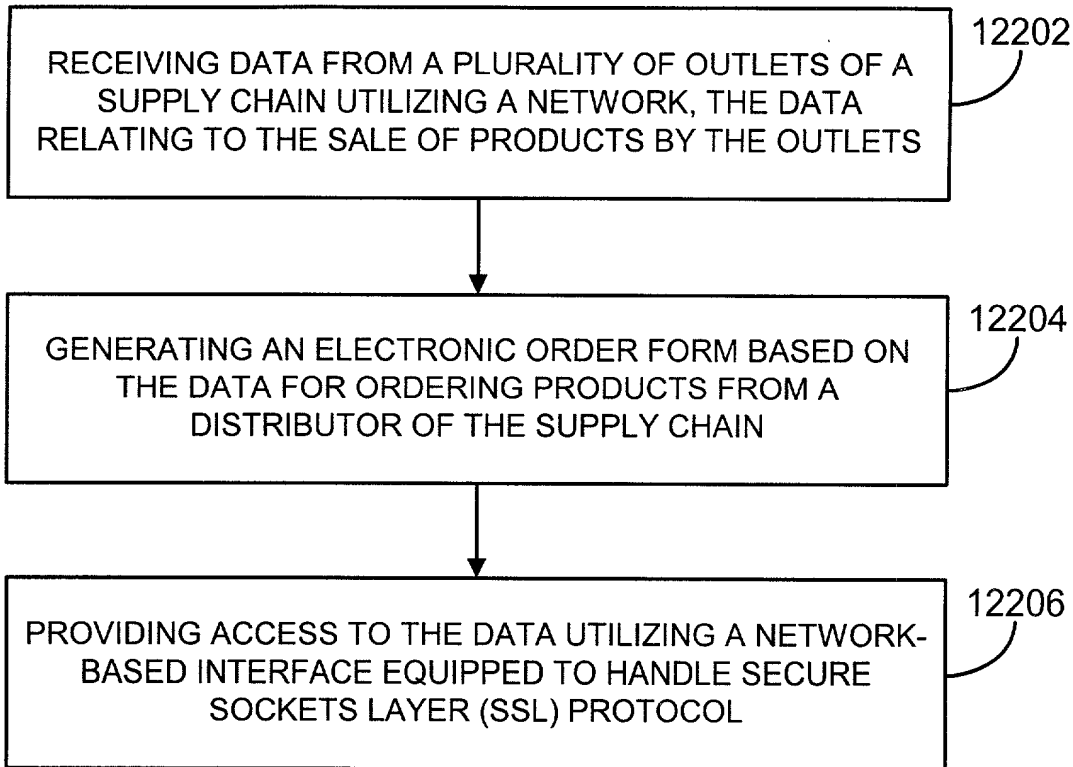 12202
RECEIVING DATA FROM A PLURALITY OF OUTLETS OF A
SUPPLY CHAIN UTILIZING A NETWORK, THE DATA
RELATING TO THE SALE OF PRODUCTS BY THE OUTLETS
12204
GENERATING AN ELECTRONIC ORDER FORM BASED ON
THE DATA FOR ORDERING PRODUCTS FROM A
DISTRIBUTOR OF THE SUPPLY CHAIN
12206
PROVIDING ACCESS TO THE DATA UTILIZING A NETWORK-
BASED INTERFACE EQUIPPED TO HANDLE SECURE
SOCKETS LAYER (SSL) PROTOCOL